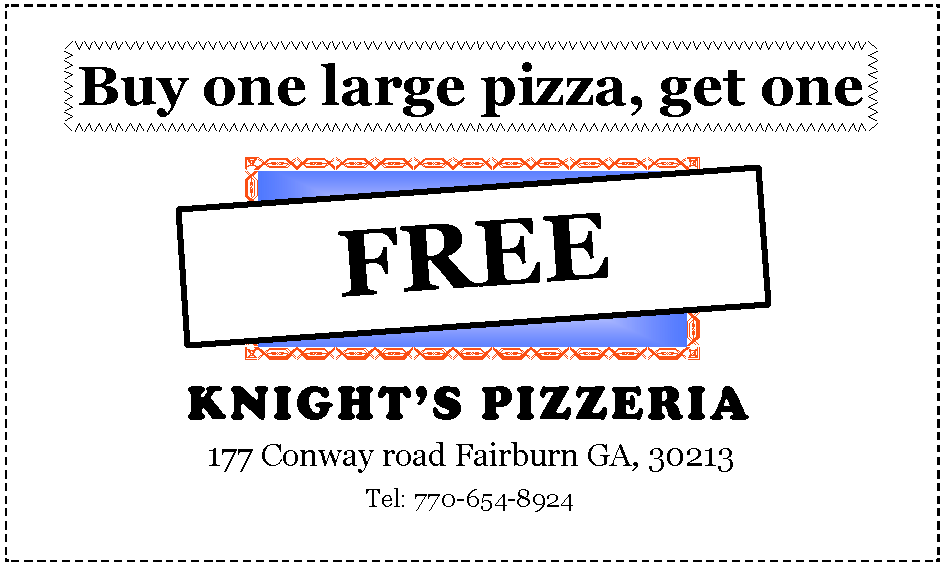 Buy one large pizza, get one
FREE
KNIGHT’S PIZZERIA
177 Conway road Fairburn GA, 30213
Tel: 770-654-8924